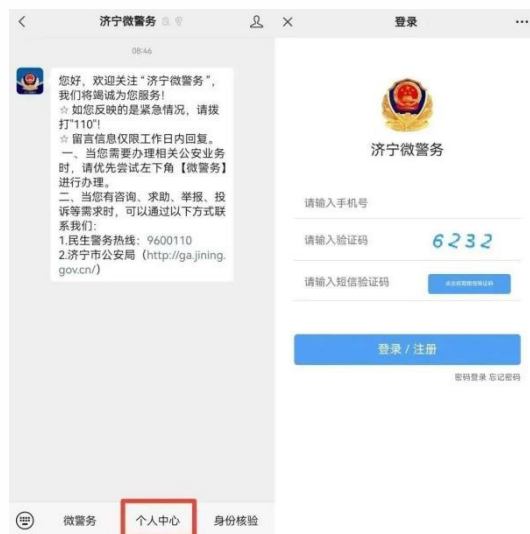 济宁微警务
08:46
您好，欢迎关注“济宁微警务”，
我们将竭诚为您服务！
☆如您反映的是紧急情况，请拨
打"110"!
☆留言信息仅限工作日内回复。
一、当您需要办理相关公安业务
时，请优先尝试左下角【微警务】
进行办理。
二、当您有咨询、求助、举报、投
诉等需求时，可以通过以下方式联
系我们：
1.民生警务热线：9600110
2.济宁市公安局（http://ga.jining.
gov.cn/)
微警务
个人中心
身份核验
登录
济宁微警务
请输入手机号
请输入验证码
6232
请输入短信验证码
点击获取短信验证码
登录 / 注册
密码登录 忘记密码